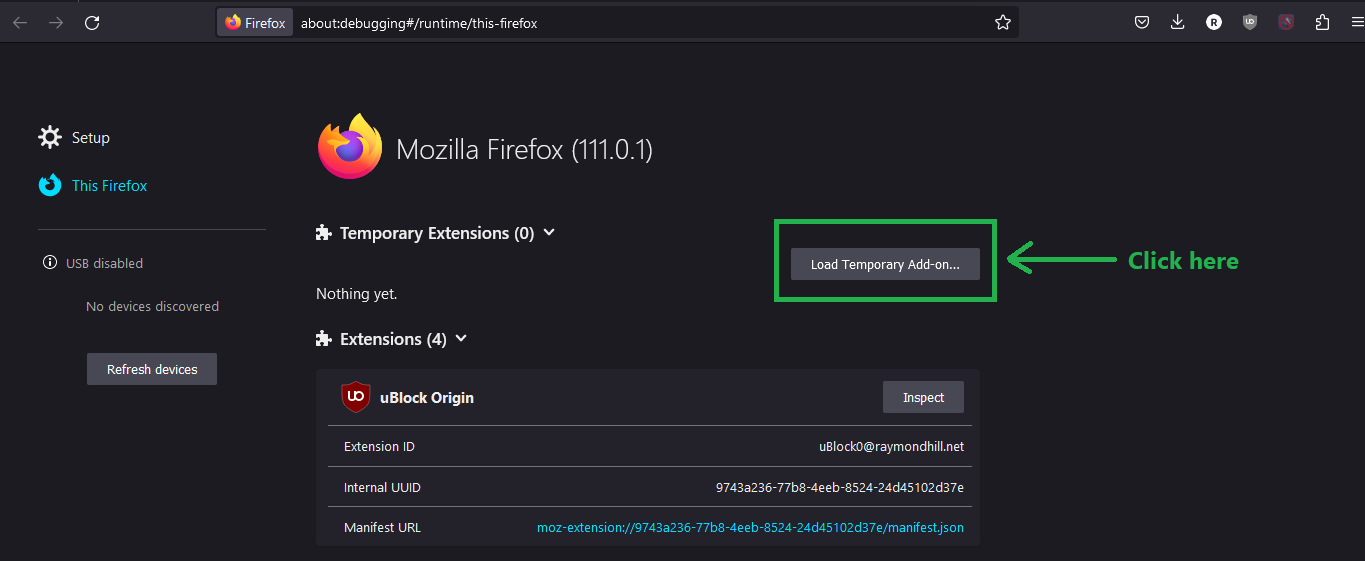 Firefox about:debugging#/runtime/this-firefox
R
UO
Setup
This Firefox
USB disabled
No devices discovered
Refresh devices
Mozilla Firefox (111.0.1)
Temporary Extensions (0)
Load Temporary Add-on...
Click here
Nothing yet.
Extensions (4)
UO uBlock Origin Inspect
Extension ID uBlock0@raymondhill.net
Internal UUID 9743a236-77b8-4eeb-8524-24d45102d37e
Manifest URL moz-extension://9743a236-77b8-4eeb-8524-24d45102d37e/manifest.json